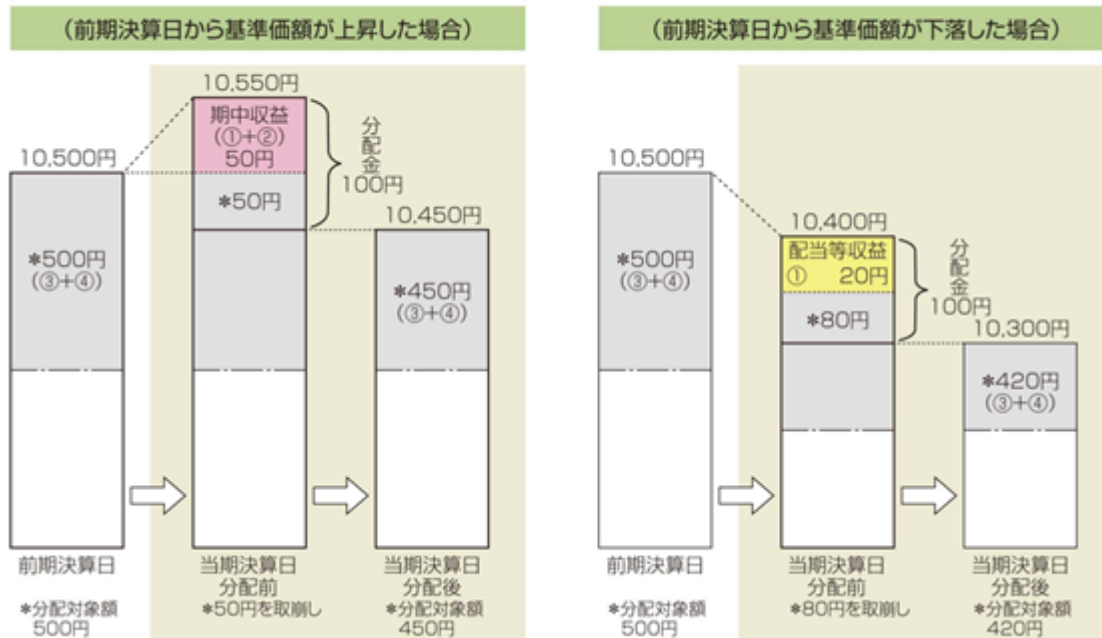 (前期決算日から基準価額が上昇した場合)
10,550円
期中収益
(①+②)
50円
*50円
分配金
100円
10,500円
*500円
(③+④)
10,450円
*450円
(③+④)
前期決算日
*分配対象額
500円
当期決算日
分配前
*50円を取崩し
当期決算日
分配後
*分配対象額
450円
(前期決算日から基準価額が下落した場合)
10,500円
*500円
(③+④)
10,400円
配当等収益
① 20円
*80円
分配金
100円
10,300円
*420円
(③+④)
前期決算日
*分配対象額
500円
当期決算日
分配前
*80円を取崩し
当期決算日
分配後
*分配対象額
420円